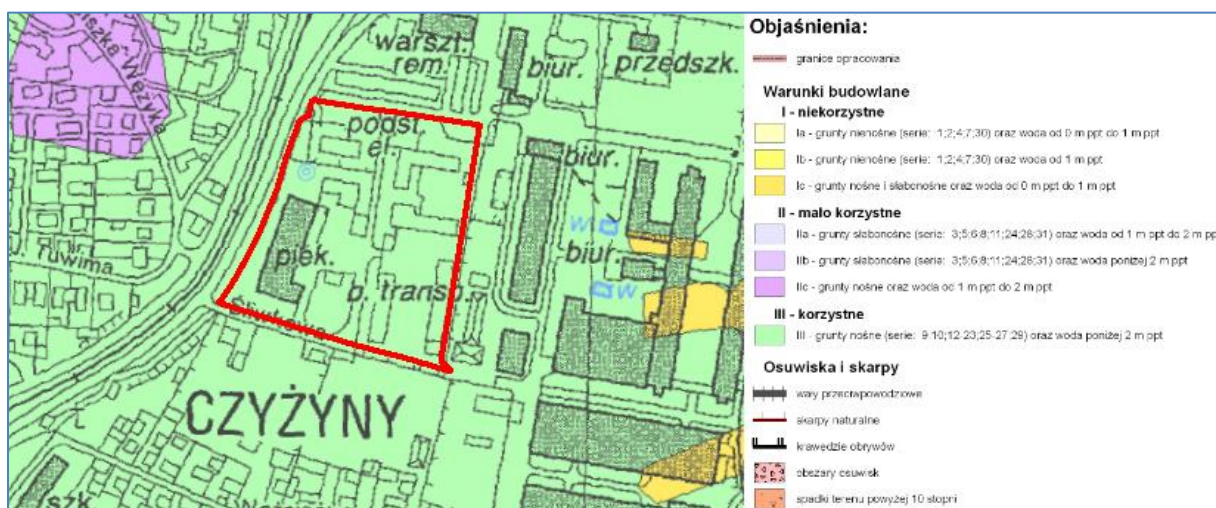 warszt.
rem.
biur.
przedszk.
podst.
el.
biur.
w.
piek.
biur.
Tuwima
b. transp.
w.
CZYŻYNY
szk.
Objaśnienia:
granice opracowania
Warunki budowlane
I - niekorzystne
Ia - grunty nienośne (serie: 1;2;4;7;30) oraz woda od 0 m ppt do 1 m ppt
Ib - grunty nienośne (serie: 1;2;4;7;30) oraz woda od 1 m ppt
Ic - grunty nośne i słabonośne oraz woda od 0 m ppt do 1 m ppt
II - mało korzystne
IIa - grunty słabonośne (serie: 3;5;6;8;11;24;26;31) oraz woda od 1 m ppt do 2 m pp
IIb - grunty słabonośne (serie: 3;5;6;8;11;24;26;31) oraz woda poniżej 2 m ppt
IIc - grunty nośne oraz woda od 1 m ppt do 2 m ppt
III - korzystne
III - grunty nośne (serie: 9-10;12-23;25-27;29) oraz woda poniżej 2 m ppt
Osuwiska i skarpy
wały przeciwpowodziowe
skarpy naturalne
krawędzie obrywów
obszary osuwisk
spadki terenu powyżej 10 stopni